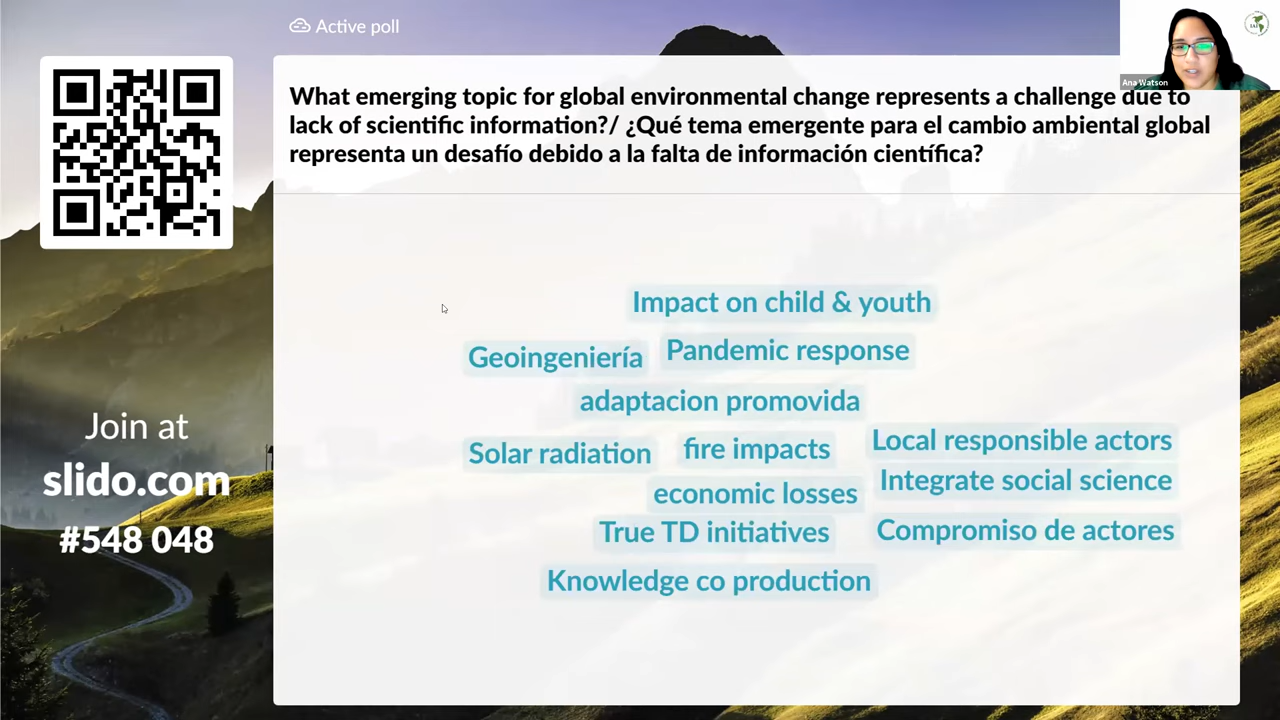 Active poll
Ana Watson
What emerging topic for global environmental change represents a challenge due to
lack of scientific information?/ ¿Qué tema emergente para el cambio ambiental global
representa un desafío debido a la falta de información científica?
Impact on child & youth
Geoingeniería
Pandemic response
adaptacion promovida
Solar radiation
fire impacts
Local responsible actors
economic losses
Integrate social science
True TD initiatives
Compromiso de actores
Knowledge co production
Join at
slido.com
#548 048